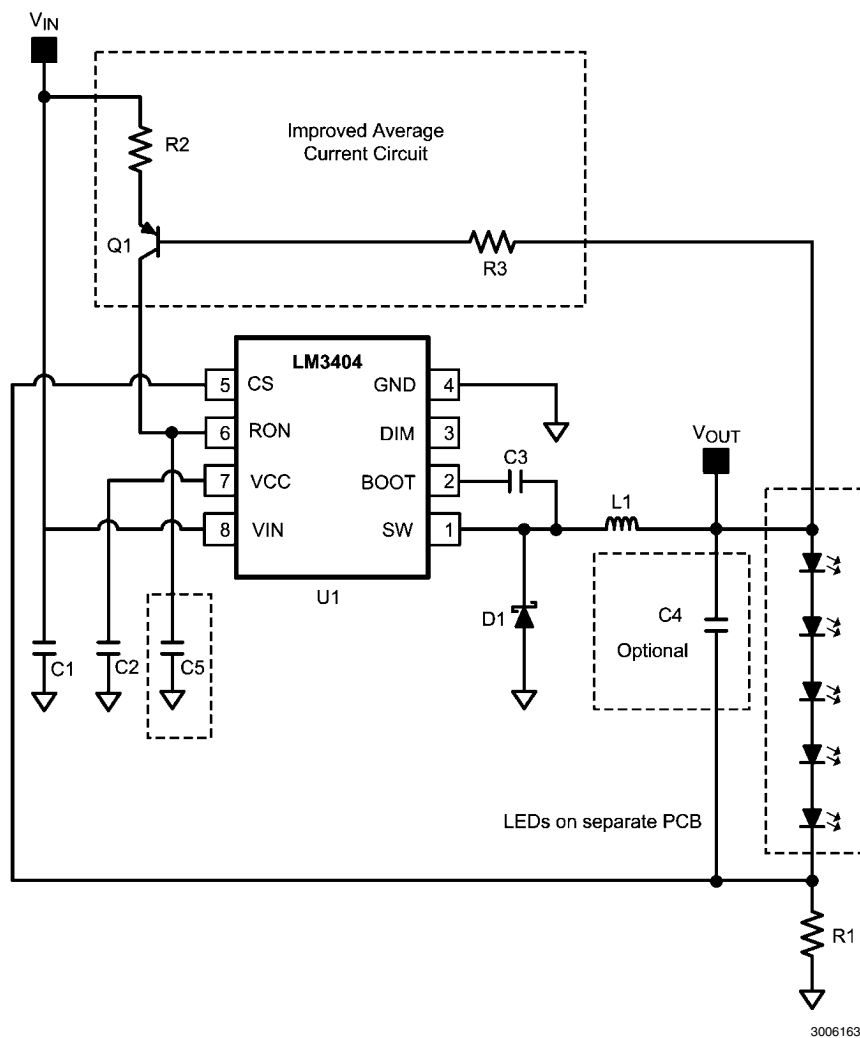 VIN
R2
Improved Average
Current Circuit
Q1
R3
LM3404
5 CS GND 4
6 RON DIM 3
7 VCC BOOT 2
8 VIN SW 1
U1
C3
VOUT
L1
D1
C4
Optional
C1
C2
C5
LEDs on separate PCB
R1
3006163